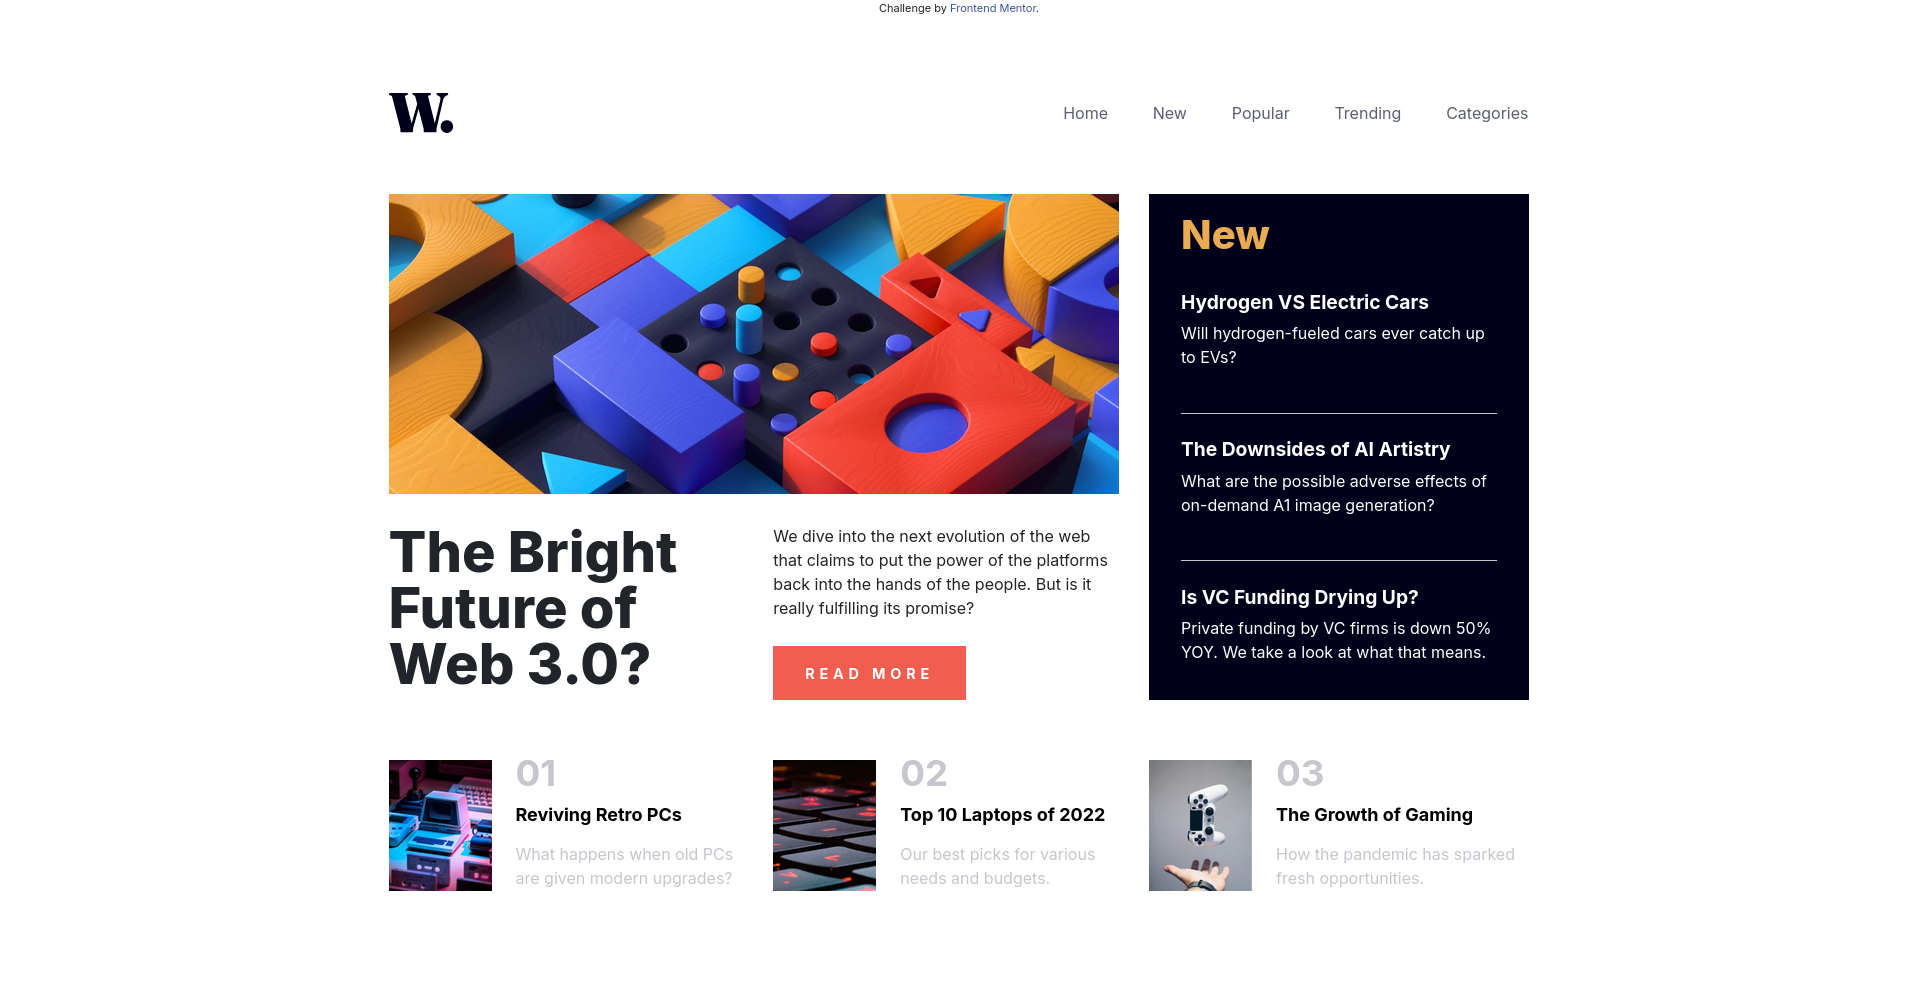 Challenge by Frontend Mentor.
W.
Home New Popular Trending Categories
New
Hydrogen VS Electric Cars
Will hydrogen-fueled cars ever catch up
to EVs?
The Downsides of AI Artistry
What are the possible adverse effects of
on-demand A1 image generation?
Is VC Funding Drying Up?
Private funding by VC firms is down 50%
YOY. We take a look at what that means.
The Bright
Future of
Web 3.0?
We dive into the next evolution of the web
that claims to put the power of the platforms
back into the hands of the people. But is it
really fulfilling its promise?
READ MORE
01
Reviving Retro PCs
What happens when old PCs
are given modern upgrades?
02
Top 10 Laptops of 2022
Our best picks for various
needs and budgets.
03
The Growth of Gaming
How the pandemic has sparked
fresh opportunities.